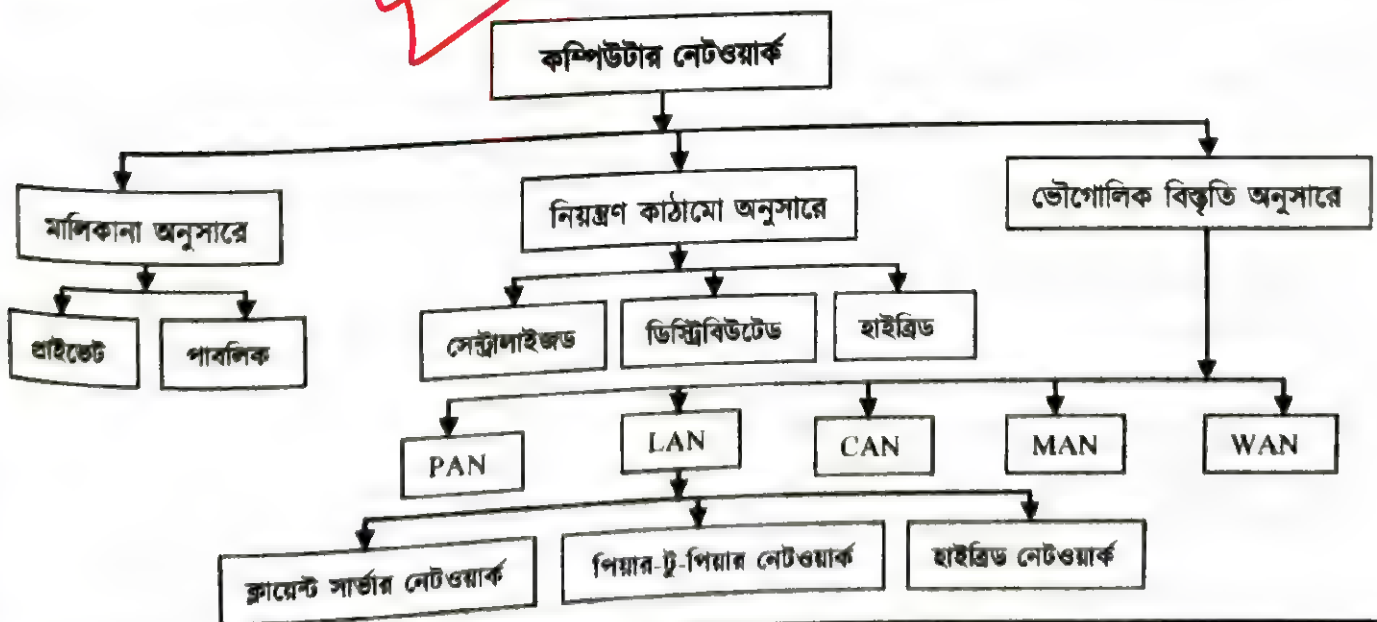 কম্পিউটার নেটওয়ার্ক
মালিকানা অনুসারে
নিয়ন্ত্রণ কাঠামো অনুসারে
ভৌগোলিক বিস্তৃতি অনুসারে
প্রাইভেট
পাবলিক
সেন্ট্রালাইজড
ডিস্ট্রিবিউটেড
হাইব্রিড
PAN
LAN
CAN
MAN
WAN
ক্লায়েন্ট সার্ভার নেটওয়ার্ক
পিয়ার-টু-পিয়ার নেটওয়ার্ক
হাইব্রিড নেটওয়ার্ক